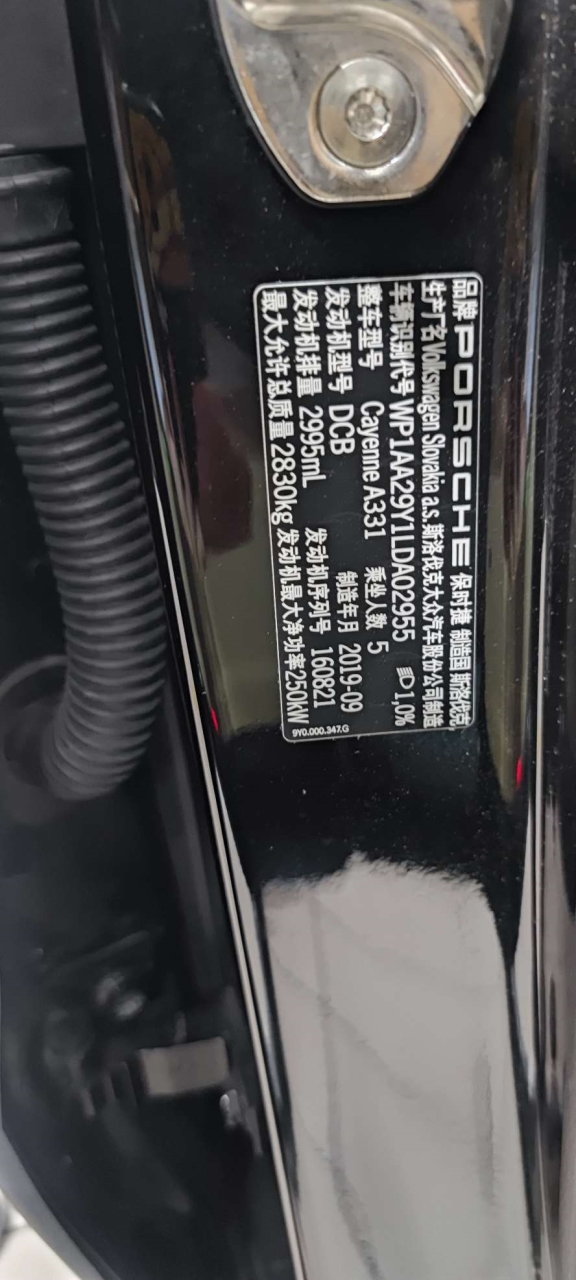 品牌 PORSCHE 保时捷 制造国 斯洛伐克
生产厂名 Volkswagen Slovakia a.s. 斯洛伐克大众汽车股份公司制造
车辆识别代号 WP1AA29Y1LDA02955 1,0%
整车型号 Cayenne A331 乘坐人数 5
发动机型号 DCB 制造年月 2019-09
发动机排量 2995mL 发动机序列号 160821
最大允许总质量 2830kg 发动机最大净功率 250kW
9Y0.000.347.G